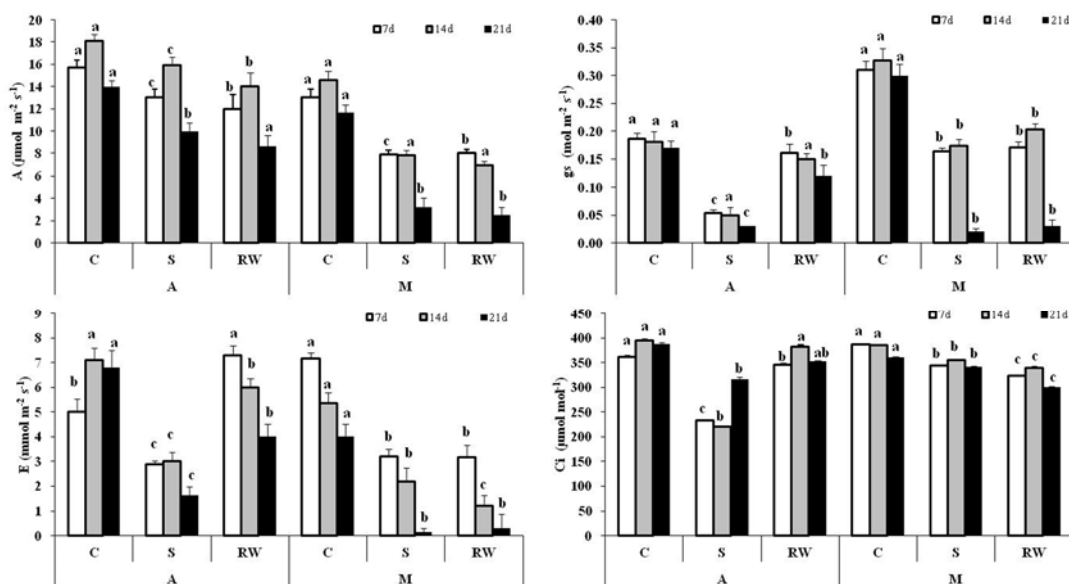 A (µmol m⁻² s⁻¹)
20
18
16
14
12
10
8
6
4
2
0
7d 14d 21d
a a a c c b b b a a a a c a b b a b
C S RW C S RW
A M
gs (mol m⁻² s⁻¹)
0.40
0.35
0.30
0.25
0.20
0.15
0.10
0.05
0.00
7d 14d 21d
a a a c a c b a b a a a b b b b b b
C S RW C S RW
A M
E (mmol m⁻² s⁻¹)
9
8
7
6
5
4
3
2
1
0
7d 14d 21d
b a a c c c a b b a a a b b b b c b
C S RW C S RW
A M
Ci (µmol mol⁻¹)
450
400
350
300
250
200
150
100
50
0
7d 14d 21d
a a a c b b b a ab a a a b b b c c c
C S RW C S RW
A M